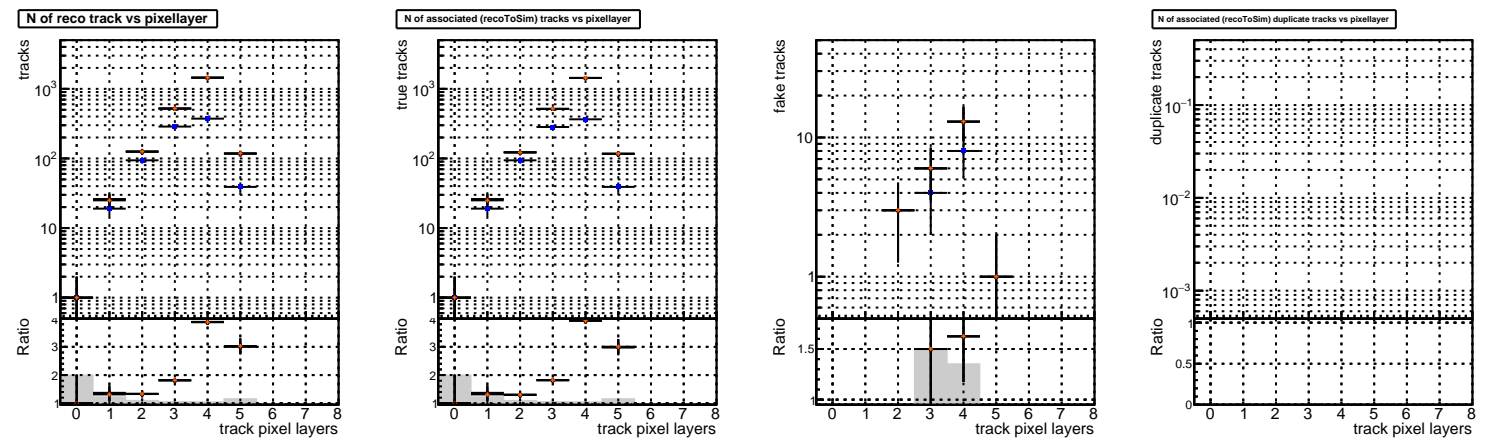 N of reco track vs pixellayer
tracks
10³
10²
10
1
Ratio
4
3
2
1
0 1 2 3 4 5 6 7 8
track pixel layers
N of associated (recoToSim) tracks vs pixellayer
true tracks
10³
10²
10
1
Ratio
4
3
2
1
0 1 2 3 4 5 6 7 8
track pixel layers
fake tracks
10
1
Ratio
1.5
1
0 1 2 3 4 5 6 7 8
track pixel layers
N of associated (recoToSim) duplicate tracks vs pixellayer
duplicate tracks
10⁻¹
10⁻²
10⁻³
Ratio
1
0.5
0
0 1 2 3 4 5 6 7 8
track pixel layers